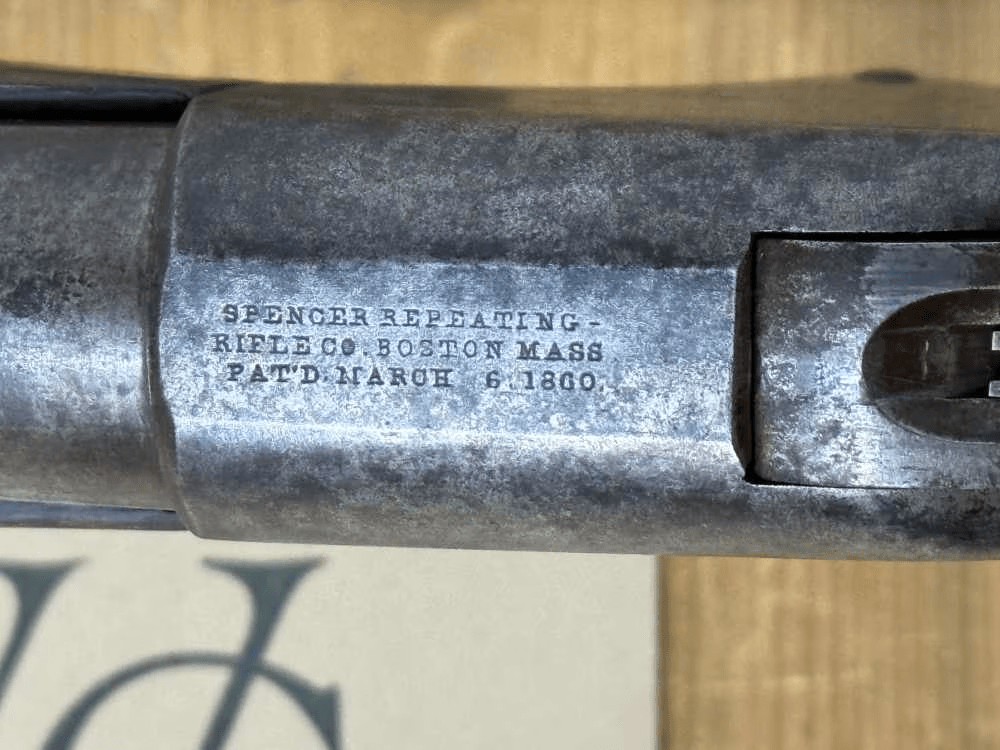 SPENCER REPEATING-
RIFLE CO. BOSTON MASS
PAT'D. MARCH 6. 1860.